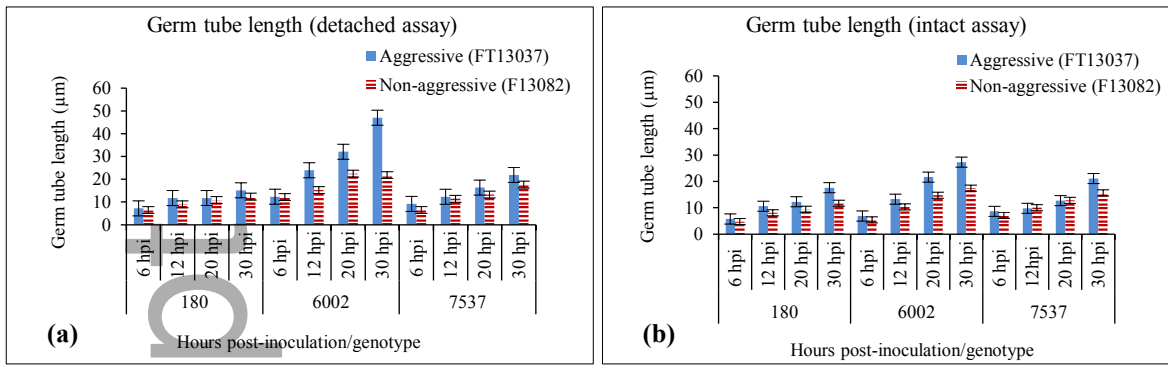 Germ tube length (detached assay)
Aggressive (FT13037)
Non-aggressive (F13082)
Germ tube length (µm)
60
50
40
30
20
10
0
6 hpi
12 hpi
20 hpi
30 hpi
6 hpi
12 hpi
20 hpi
30 hpi
6 hpi
12 hpi
20 hpi
30 hpi
180
6002
7537
(a)
Hours post-inoculation/genotype
Germ tube length (intact assay)
Aggressive (FT13037)
Non-aggressive (F13082)
Germ tube length (µm)
60
50
40
30
20
10
0
6 hpi
12 hpi
20 hpi
30 hpi
6 hpi
12 hpi
20 hpi
30 hpi
6 hpi
12 hpi
20 hpi
30 hpi
180
6002
7537
(b)
Hours post-inoculation/genotype